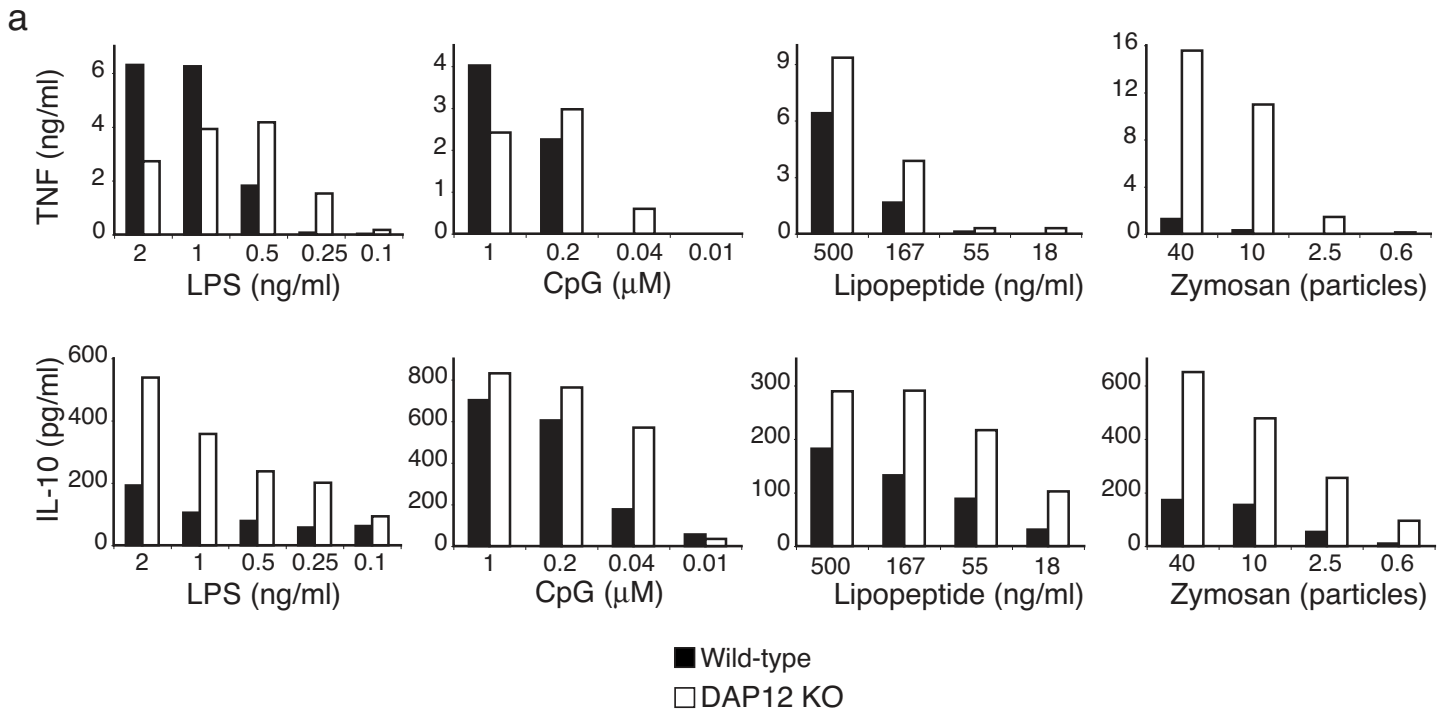 a
TNF (ng/ml)
6
4
2
0
2 1 0.5 0.25 0.1
LPS (ng/ml)
4
3
2
1
0
1 0.2 0.04 0.01
CpG (μM)
9
6
3
0
500 167 55 18
Lipopeptide (ng/ml)
16
12
8
4
0
40 10 2.5 0.6
Zymosan (particles)
IL-10 (pg/ml)
600
400
200
0
2 1 0.5 0.25 0.1
LPS (ng/ml)
800
600
400
200
0
1 0.2 0.04 0.01
CpG (μM)
300
200
100
0
500 167 55 18
Lipopeptide (ng/ml)
600
400
200
0
40 10 2.5 0.6
Zymosan (particles)
Wild-type
DAP12 KO